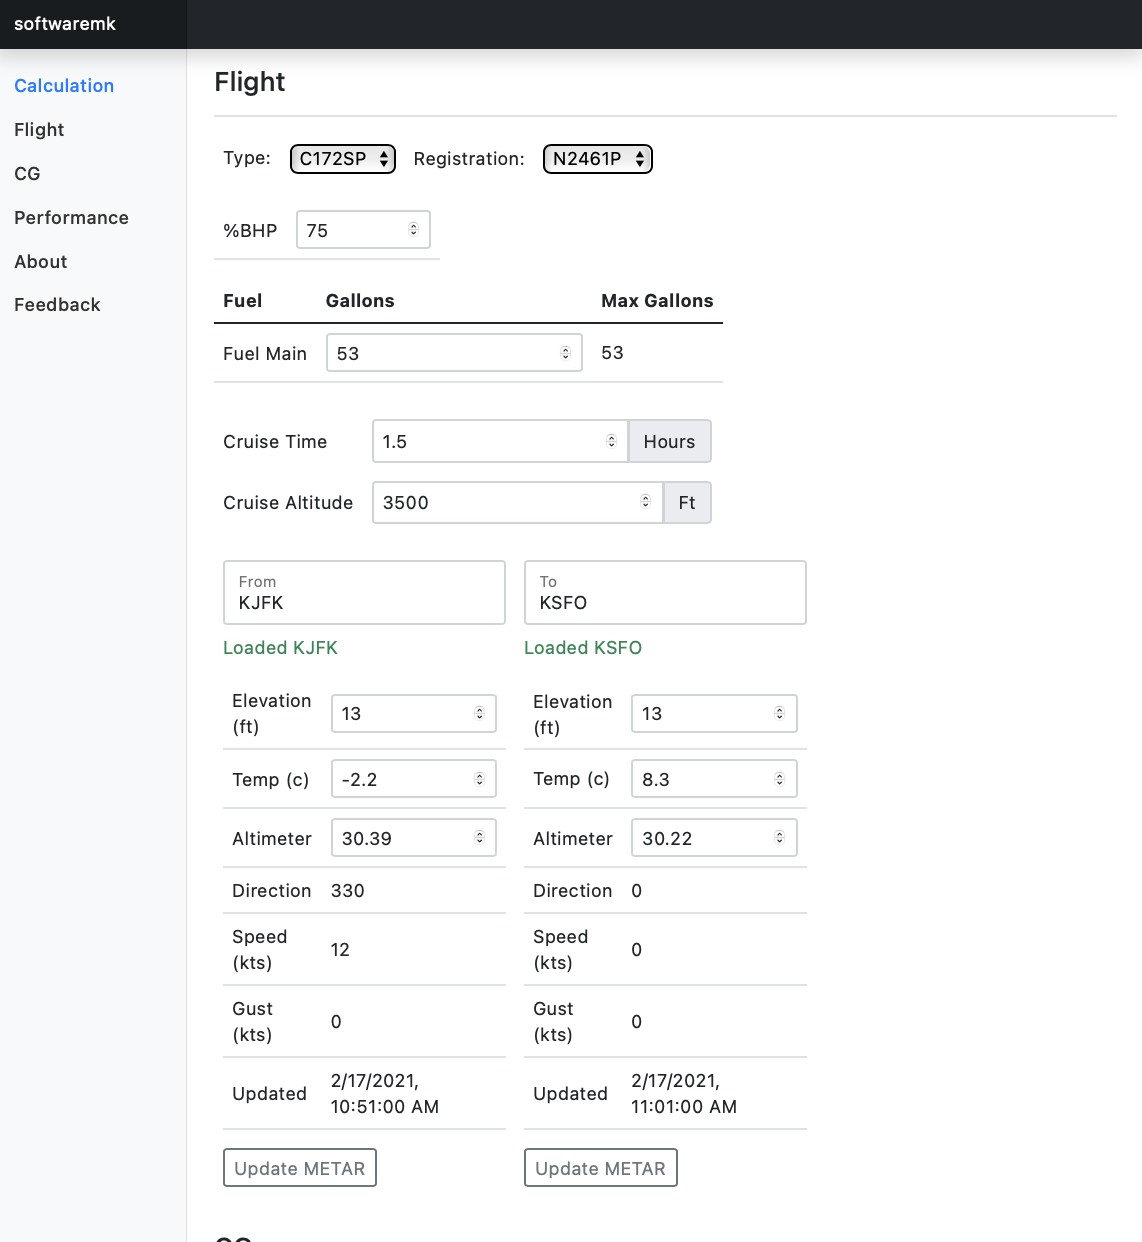 softwaremk
Calculation
Flight
CG
Performance
About
Feedback
Flight
Type: C172SP Registration: N2461P
%BHP 75
Fuel Gallons Max Gallons
Fuel Main 53 53
Cruise Time 1.5 Hours
Cruise Altitude 3500 Ft
From
KJFK
To
KSFO
Loaded KJFK
Loaded KSFO
Elevation
(ft) 13
Temp (c) -2.2
Altimeter 30.39
Direction 330
Speed
(kts) 12
Gust
(kts) 0
Updated 2/17/2021,
10:51:00 AM
Update METAR
Elevation
(ft) 13
Temp (c) 8.3
Altimeter 30.22
Direction 0
Speed
(kts) 0
Gust
(kts) 0
Updated 2/17/2021,
11:01:00 AM
Update METAR